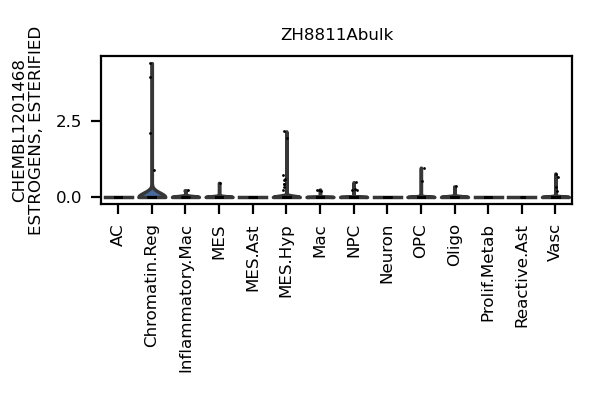 ZH8811Abulk
CHEMBL1201468
ESTROGENS, ESTERIFIED
2.5
0.0
AC
Chromatin.Reg
Inflammatory.Mac
MES
MES.Ast
MES.Hyp
Mac
NPC
Neuron
OPC
Oligo
Prolif.Metab
Reactive.Ast
Vasc